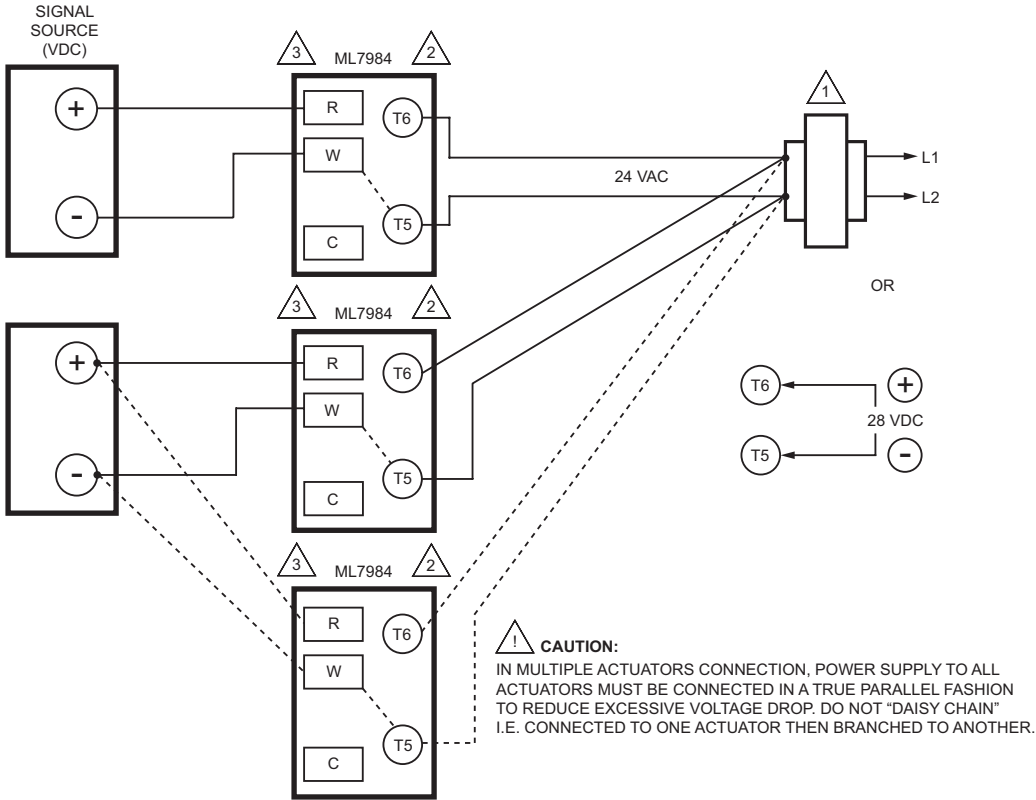 SIGNAL
SOURCE
(VDC)
+
-
3
ML7984
2
R
W
C
T6
T5
24 VAC
1
L1
L2
OR
+
-
3
ML7984
2
R
W
C
T6
T5
T6
+
28 VDC
T5
-
3
ML7984
2
R
W
C
T6
T5
! CAUTION:
IN MULTIPLE ACTUATORS CONNECTION, POWER SUPPLY TO ALL
ACTUATORS MUST BE CONNECTED IN A TRUE PARALLEL FASHION
TO REDUCE EXCESSIVE VOLTAGE DROP. DO NOT “DAISY CHAIN”
I.E. CONNECTED TO ONE ACTUATOR THEN BRANCHED TO ANOTHER.